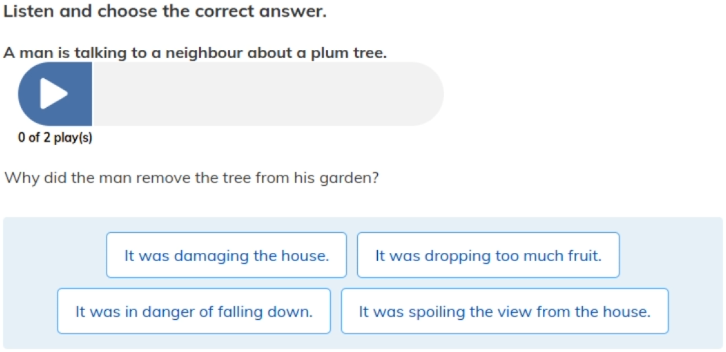 Listen and choose the correct answer.
A man is talking to a neighbour about a plum tree.
0 of 2 play(s)
Why did the man remove the tree from his garden?
It was damaging the house.
It was dropping too much fruit.
It was in danger of falling down.
It was spoiling the view from the house.